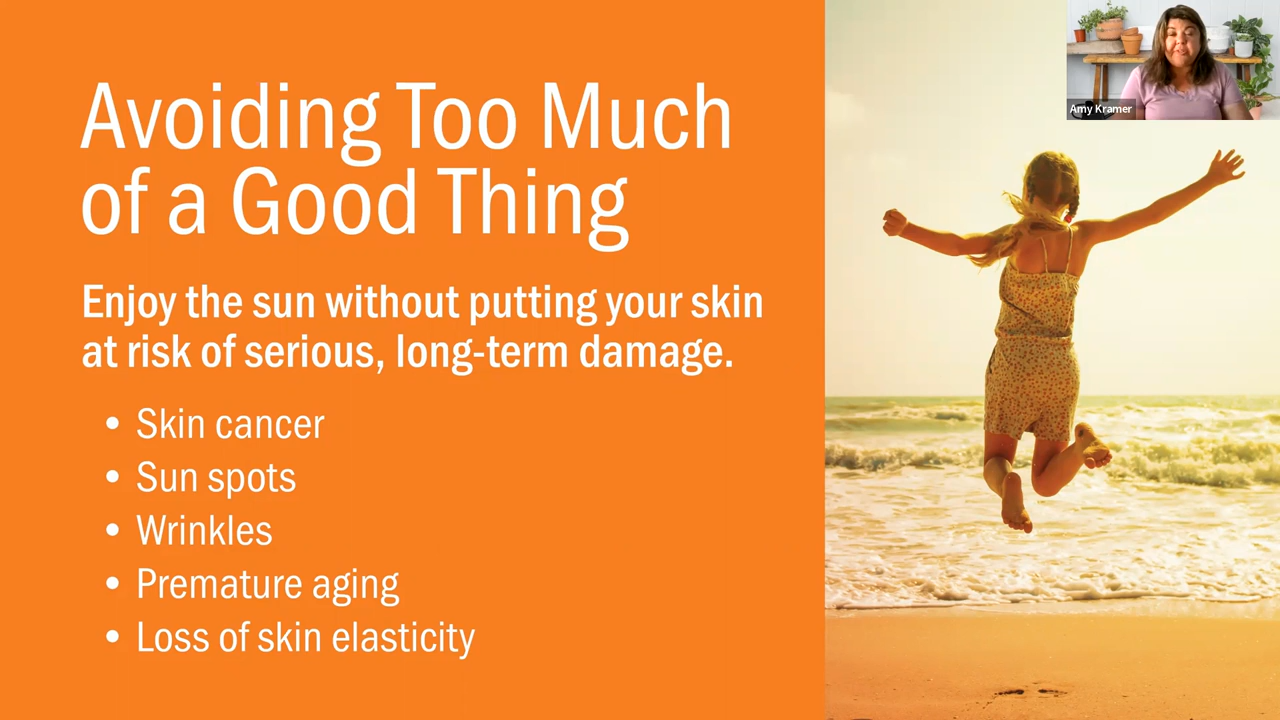 Avoiding Too Much
of a Good Thing
Enjoy the sun without putting your skin
at risk of serious, long-term damage.
• Skin cancer
• Sun spots
• Wrinkles
• Premature aging
• Loss of skin elasticity
Amy Kramer